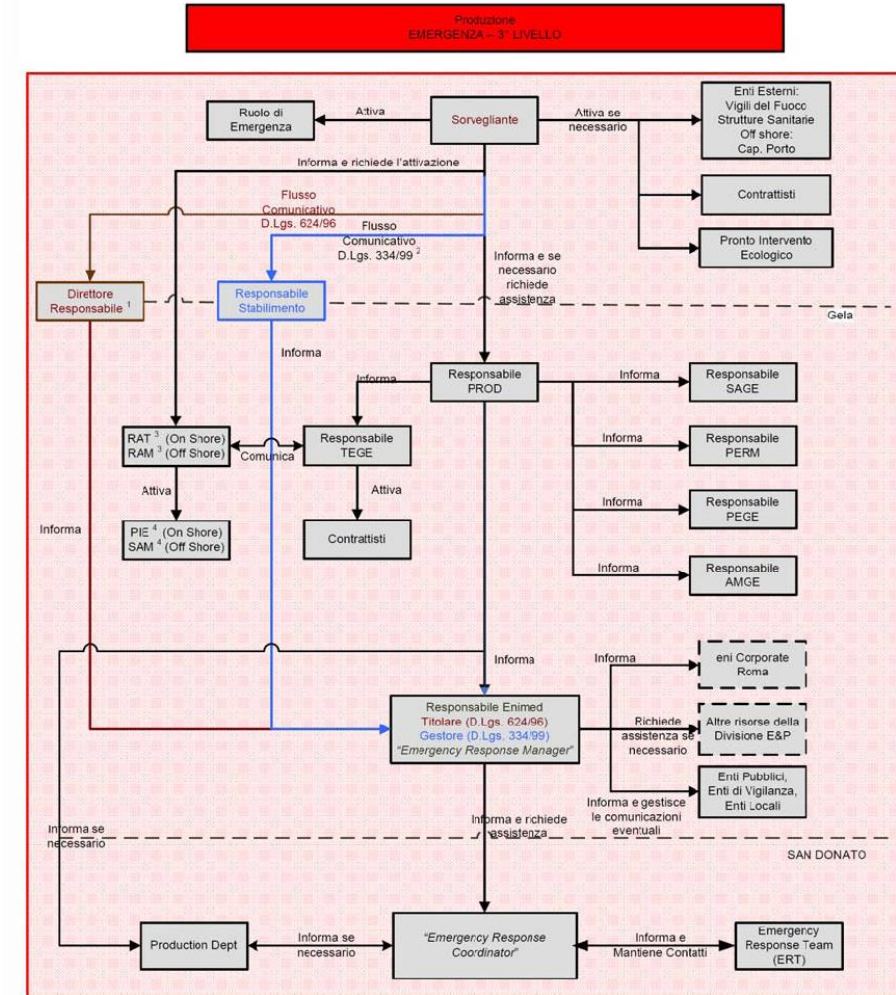 Produzione
EMERGENZA – 3° LIVELLO
Ruolo di
Emergenza
Attiva
Sorvegliante
Attiva se
necessario
Enti Esterni:
Vigili del Fuoco
Strutture Sanitarie
Off shore:
Cap. Porto
Informa e richiede l'attivazione
Contrattisti
Flusso
Comunicativo
D.Lgs. 624/96
Flusso
Comunicativo
D.Lgs. 334/99 2
Pronto Intervento
Ecologico
Informa e se
necessario
richiede
assistenza
Direttore
Responsabile 1
Responsabile
Stabilimento
Gela
Informa
Informa
Responsabile
PROD
Informa
Responsabile
SAGE
RAT 3 (On Shore)
RAM 3 (Off Shore)
Comunica
Responsabile
TEGE
Informa
Responsabile
PERM
Attiva
Attiva
Informa
Responsabile
PEGE
Informa
PIE 4 (On Shore)
SAM 4 (Off Shore)
Contrattisti
Informa
Responsabile
AMGE
Informa
Informa
eni Corporate
Roma
Responsabile Enimed
Titolare (D.Lgs. 624/96)
Gestore (D.Lgs. 334/99)
"Emergency Response Manager"
Richiede
assistenza se
necessario
Altre risorse della
Divisione E&P
Informa e gestisce
le comunicazioni
eventuali
Enti Pubblici,
Enti di Vigilanza,
Enti Locali
Informa se
necessario
Informa e richiede
assistenza
SAN DONATO
Production Dept
Informa se
necessario
"Emergency Response
Coordinator"
Informa e
Mantiene Contatti
Emergency
Response Team
(ERT)